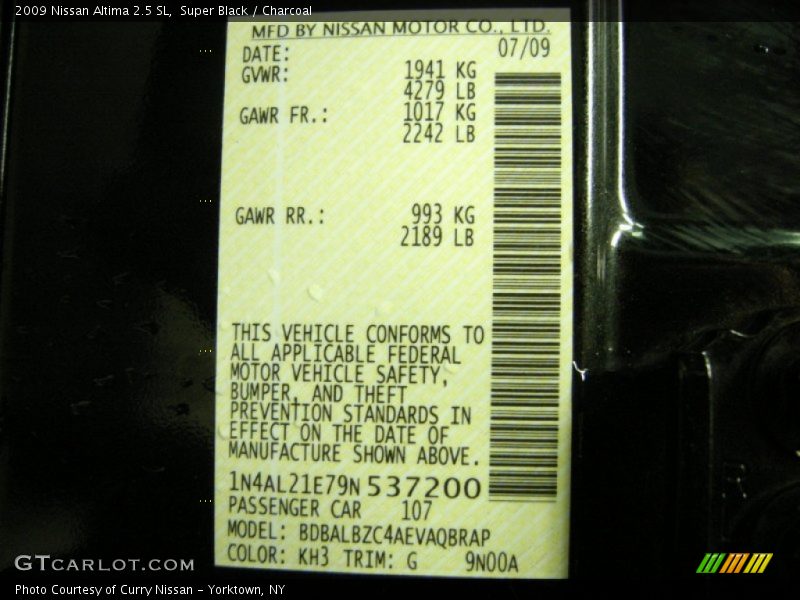 2009 Nissan Altima 2.5 SL,  Super Black / Charcoal
MFD BY NISSAN MOTOR CO., LTD.
DATE: 07/09
GVWR: 1941 KG
4279 LB
GAWR FR.: 1017 KG
2242 LB
GAWR RR.: 993 KG
2189 LB
THIS VEHICLE CONFORMS TO
ALL APPLICABLE FEDERAL
MOTOR VEHICLE SAFETY,
BUMPER, AND THEFT
PREVENTION STANDARDS IN
EFFECT ON THE DATE OF
MANUFACTURE SHOWN ABOVE.
1N4AL21E79N537200
PASSENGER CAR 107
MODEL: BDBALBZC4AEVAQBRAP
COLOR: KH3 TRIM: G 9N00A
GTCARLOT.COM
Photo Courtesy of Curry Nissan – Yorktown, NY